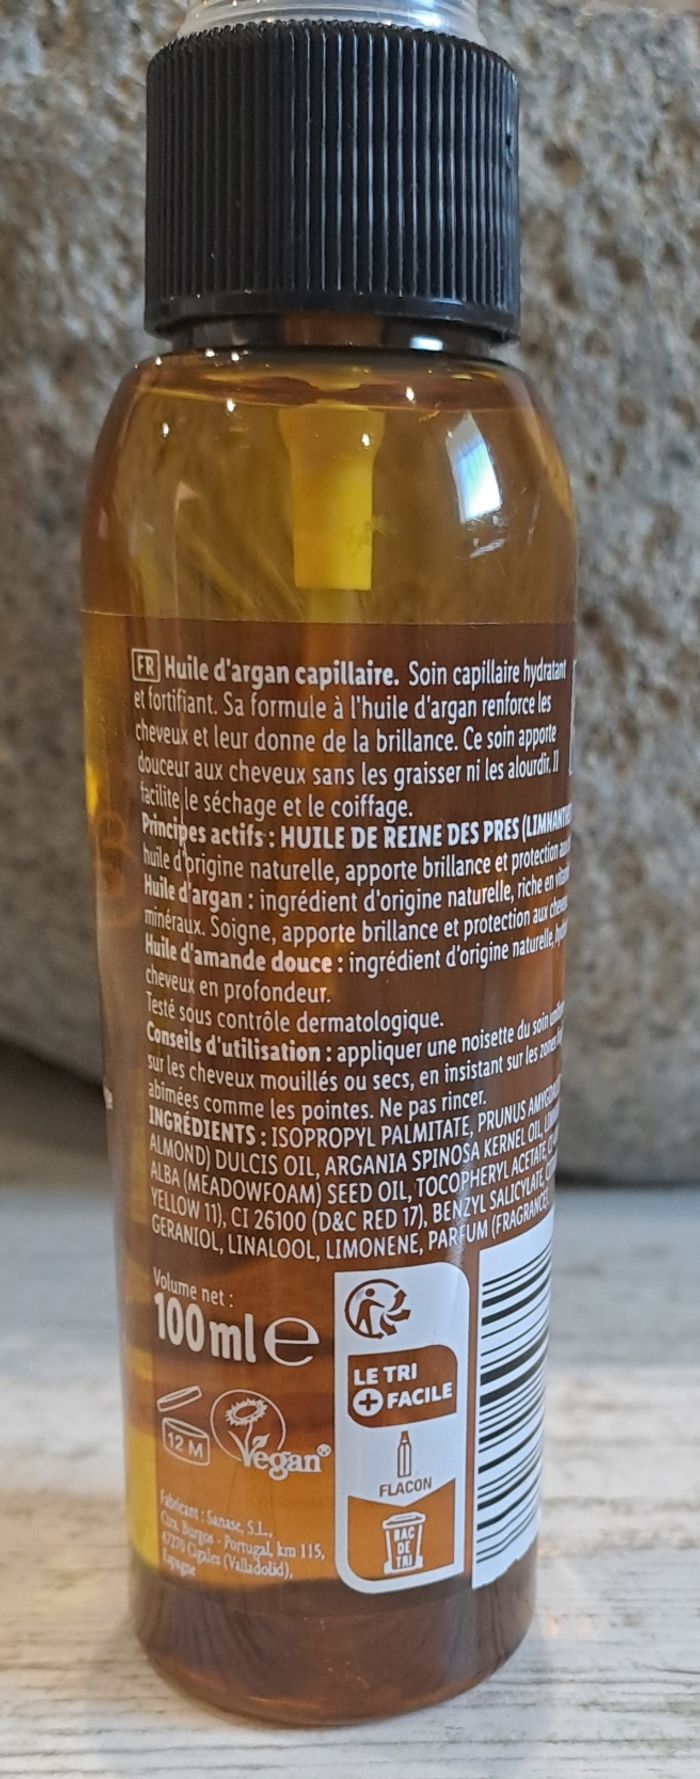 FR Huile d'argan capillaire. Soin capillaire hydratant
et fortifiant. Sa formule à l'huile d'argan renforce les
cheveux et leur donne de la brillance. Ce soin apporte
douceur aux cheveux sans les graisser ni les alourdir. Il
facilite le séchage et le coiffage.
Principes actifs : HUILE DE REINE DES PRES
huile d'origine naturelle, apporte brillance et protection
Huile d'argan : ingrédient d'origine naturelle, riche en
minéraux. Soigne, apporte brillance et protection aux
Huile d'amande douce : ingrédient d'origine naturelle,
cheveux en profondeur.
Testé sous contrôle dermatologique.
Conseils d'utilisation : appliquer une noisette du soin
sur les cheveux mouillés ou secs, en insistant sur les
abîmées comme les pointes. Ne pas rincer.
INGRÉDIENTS : ISOPROPYL PALMITATE, PRUNUS
ALMOND) DULCIS OIL, ARGANIA SPINOSA KERNEL OIL,
ALBA (MEADOWFOAM) SEED OIL, TOCOPHERYL ACETATE,
YELLOW 11), CI 26100 (D&C RED 17), BENZYL SALICYLATE,
GERANIOL, LINALOOL, LIMONENE, PARFUM (FRAGRANCE).
Volume net :
100 ml e
LE TRI
+ FACILE
FLACON
BAC
DE
TRI
12 M
Vegan®
Fabricant : Sanase, S.L.,
Ctra. Burgos - Portugal, km 115,
47270 Cigales (Valladolid),
Espagne